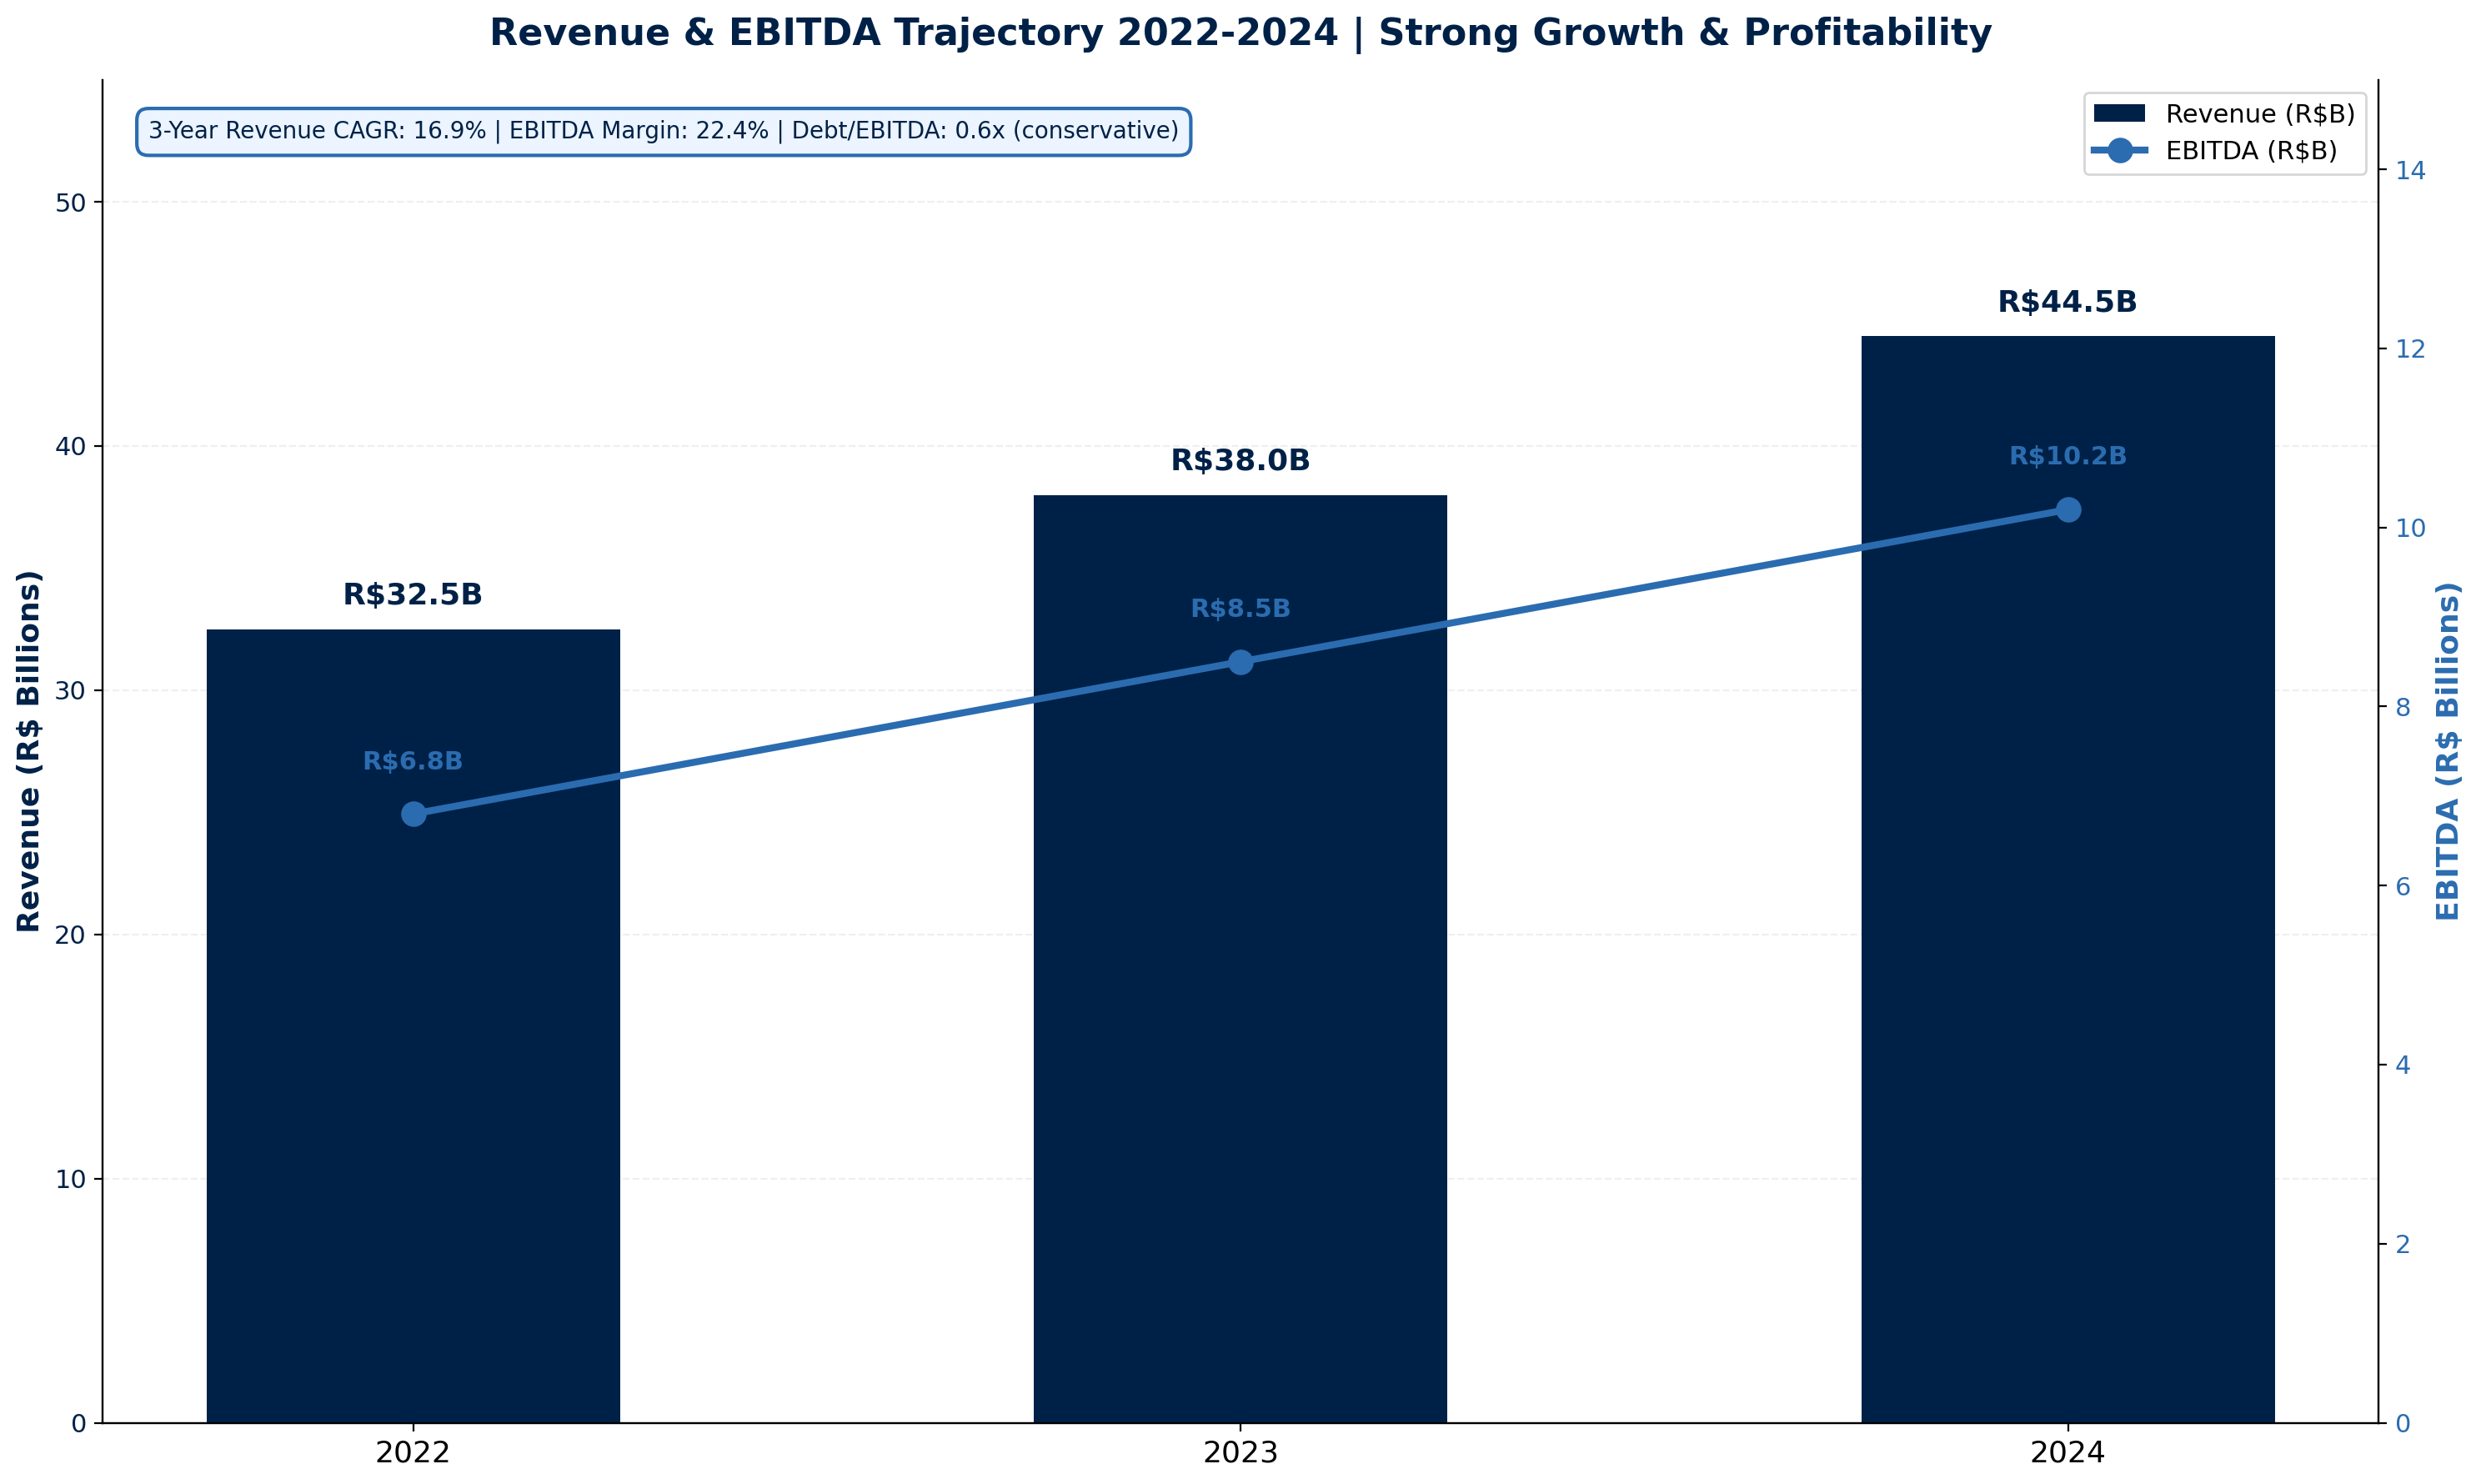 Revenue & EBITDA Trajectory 2022-2024 | Strong Growth & Profitability
3-Year Revenue CAGR: 16.9% | EBITDA Margin: 22.4% | Debt/EBITDA: 0.6x (conservative)
Revenue (R$B)
EBITDA (R$B)
Revenue (R$ Billions)
50
40
30
20
10
0
R$32.5B
R$38.0B
R$44.5B
R$6.8B
R$8.5B
R$10.2B
14
12
10
8
6
4
2
0
EBITDA (R$ Billions)
2022
2023
2024